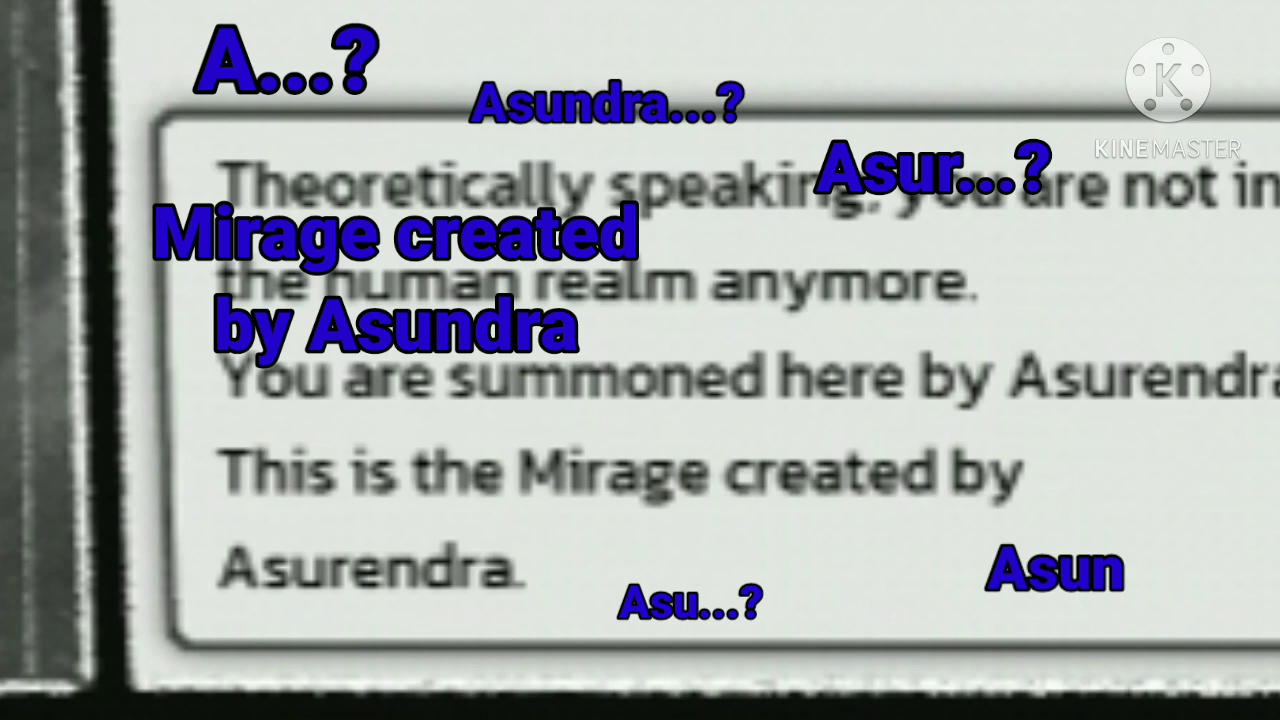 A...?
Asundra...?
Asur...?
Theoretically speaking, you are not in
Mirage created
the human realm anymore.
by Asundra
You are summoned here by Asurendra
This is the Mirage created by
Asurendra.
Asun
Asu...?
KINEMASTER